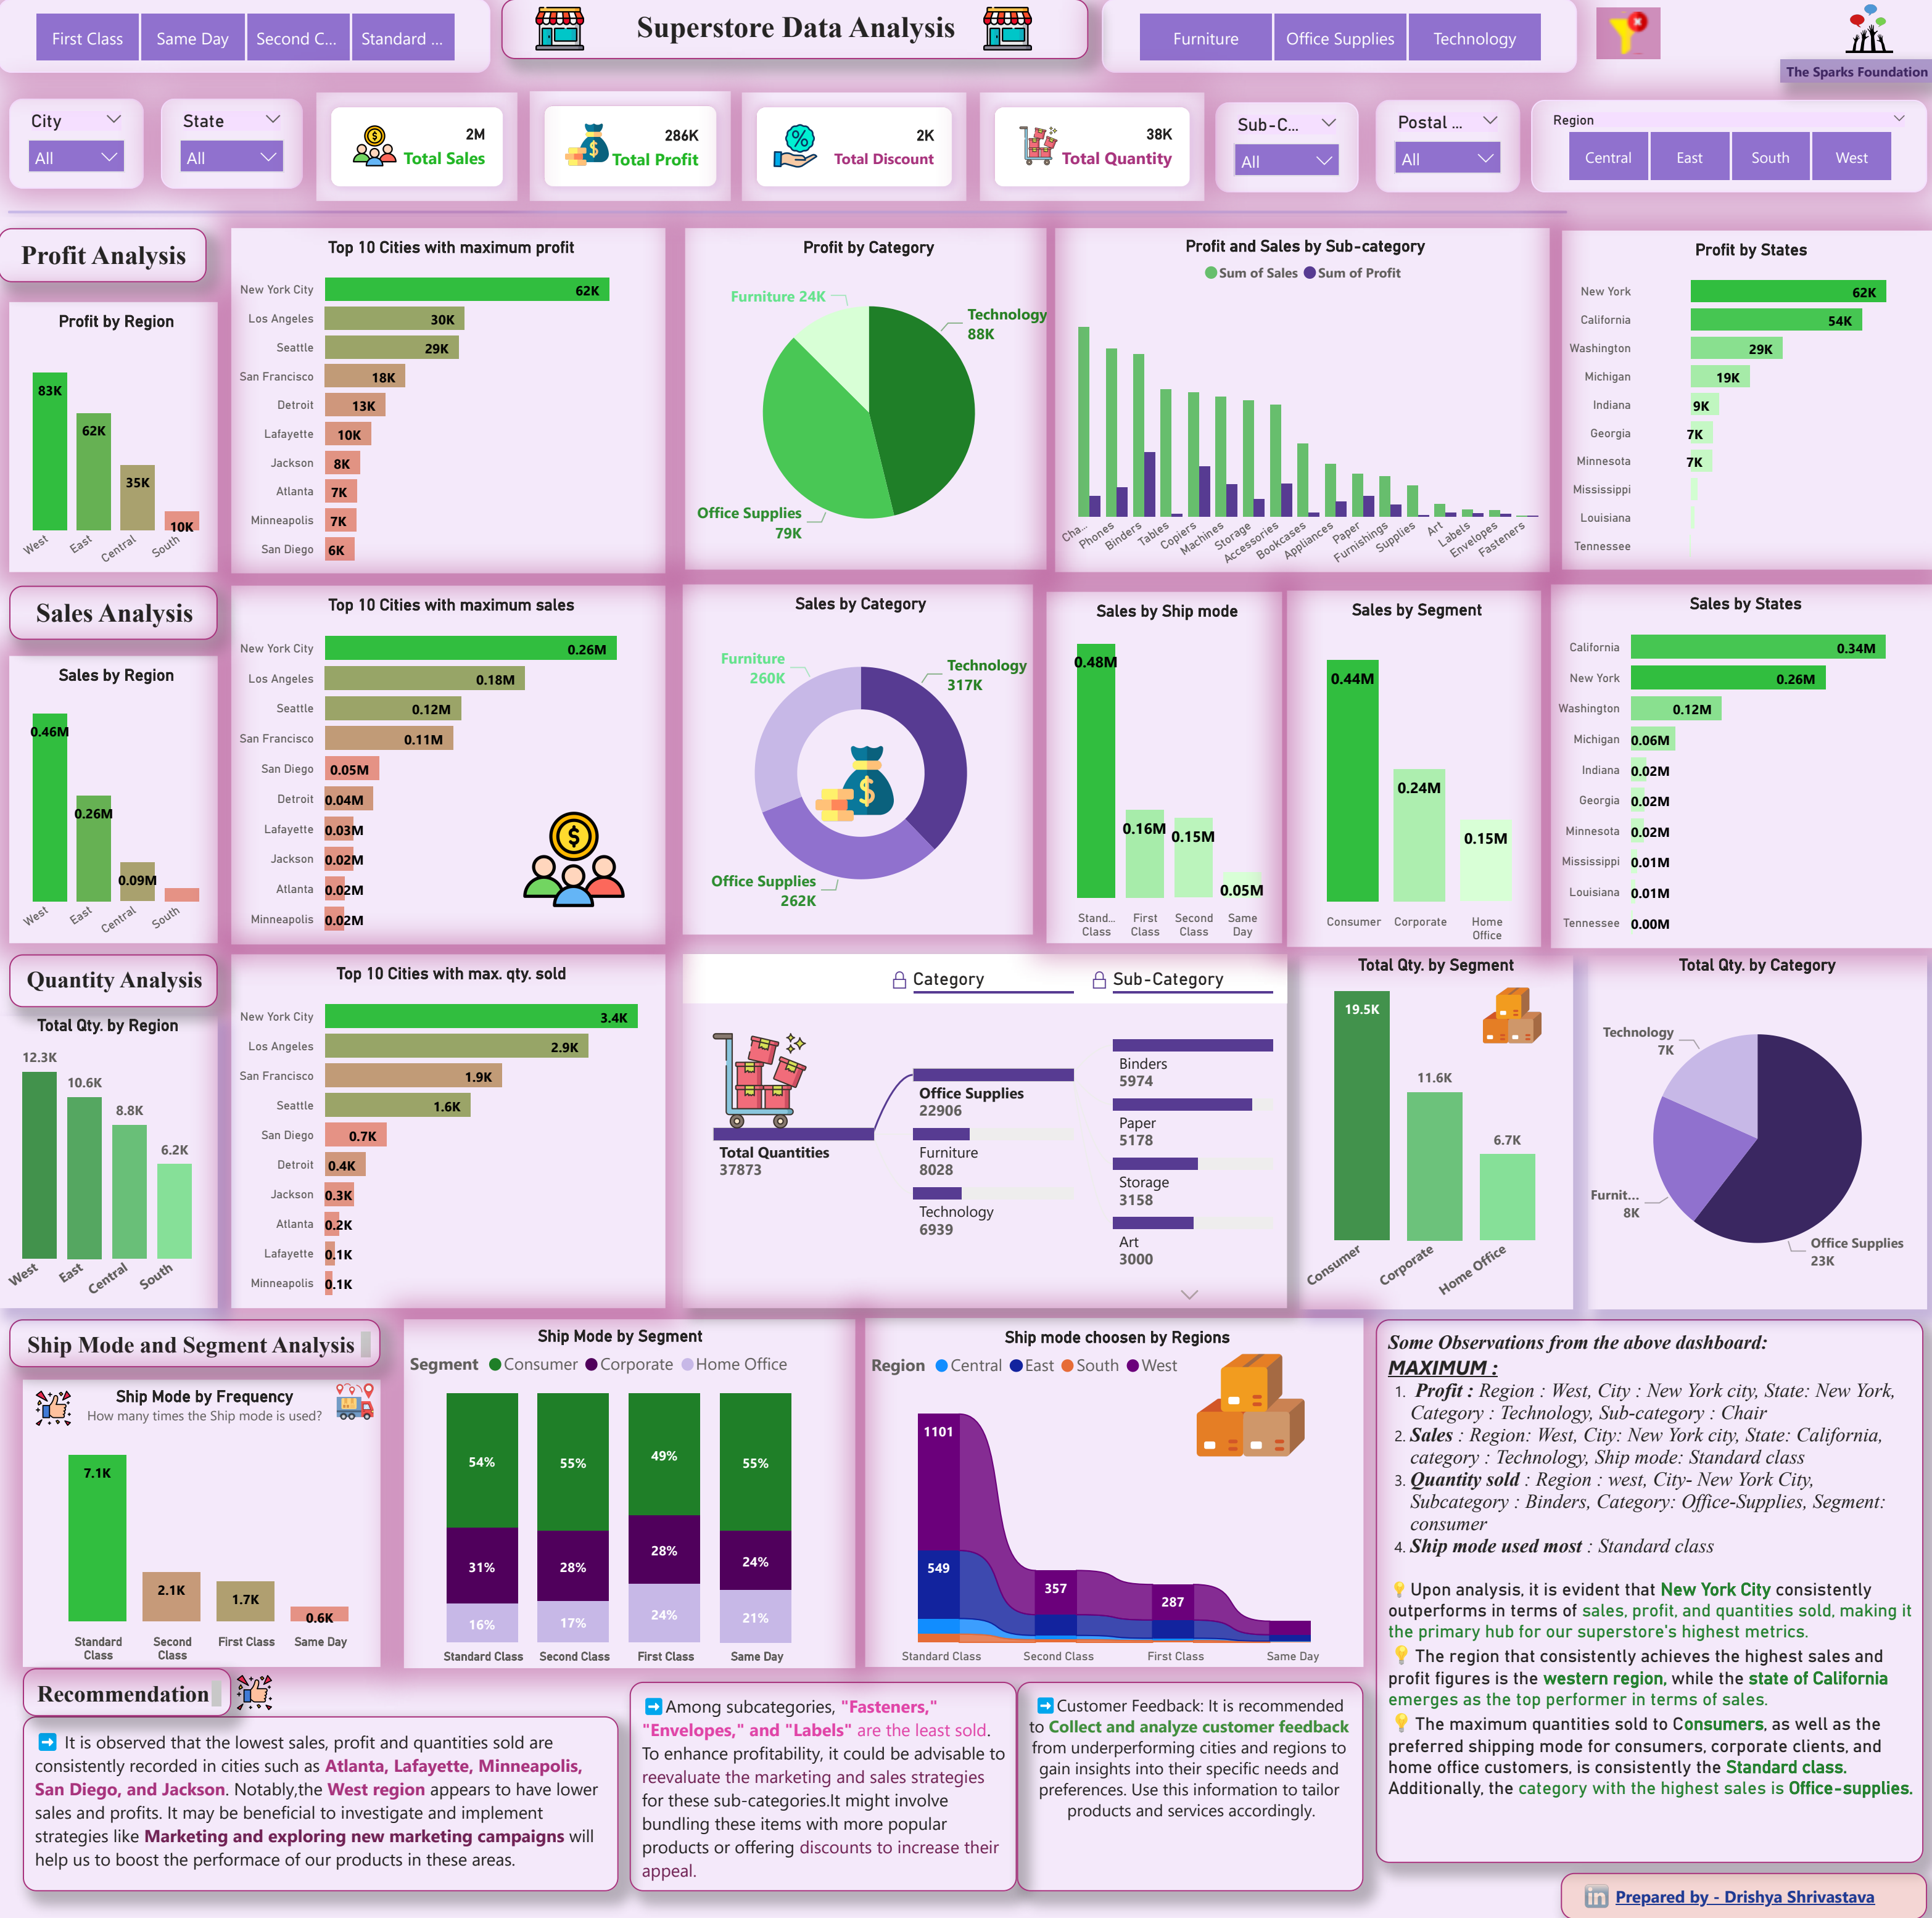 First Class
Same Day
Second C...
Standard ...
Superstore Data Analysis
Furniture
Office Supplies
Technology
The Sparks Foundation
City
All
State
All
2M
Total Sales
286K
Total Profit
2K
Total Discount
38K
Total Quantity
Sub-C...
All
Postal ...
All
Region
Central
East
South
West
Profit Analysis
Profit by Region
83K
62K
35K
10K
West
East
Central
South
Top 10 Cities with maximum profit
New York City 62K
Los Angeles 30K
Seattle 29K
San Francisco 18K
Detroit 13K
Lafayette 10K
Jackson 8K
Atlanta 7K
Minneapolis 7K
San Diego 6K
Profit by Category
Furniture 24K
Technology
88K
Office Supplies
79K
Profit and Sales by Sub-category
Sum of Sales Sum of Profit
Cha...
Phones
Binders
Tables
Copiers
Machines
Storage
Accessories
Bookcases
Appliances
Paper
Furnishings
Supplies
Art
Labels
Envelopes
Fasteners
Profit by States
New York 62K
California 54K
Washington 29K
Michigan 19K
Indiana 9K
Georgia 7K
Minnesota 7K
Mississippi
Louisiana
Tennessee
Sales Analysis
Sales by Region
0.46M
0.26M
0.09M
West
East
Central
South
Top 10 Cities with maximum sales
New York City 0.26M
Los Angeles 0.18M
Seattle 0.12M
San Francisco 0.11M
San Diego 0.05M
Detroit 0.04M
Lafayette 0.03M
Jackson 0.02M
Atlanta 0.02M
Minneapolis 0.02M
Sales by Category
Furniture
260K
Technology
317K
Office Supplies
262K
Sales by Ship mode
0.48M
0.16M
0.15M
0.05M
Stand... First Second Same
Class Class Class Day
Sales by Segment
0.44M
0.24M
0.15M
Consumer Corporate Home
Office
Sales by States
California 0.34M
New York 0.26M
Washington 0.12M
Michigan 0.06M
Indiana 0.02M
Georgia 0.02M
Minnesota 0.02M
Mississippi 0.01M
Louisiana 0.01M
Tennessee 0.00M
Quantity Analysis
Total Qty. by Region
12.3K
10.6K
8.8K
6.2K
West
East
Central
South
Top 10 Cities with max. qty. sold
New York City 3.4K
Los Angeles 2.9K
San Francisco 1.9K
Seattle 1.6K
San Diego 0.7K
Detroit 0.4K
Jackson 0.3K
Atlanta 0.2K
Lafayette 0.1K
Minneapolis 0.1K
Category
Sub-Category
Total Quantities
37873
Office Supplies
22906
Furniture
8028
Technology
6939
Binders
5974
Paper
5178
Storage
3158
Art
3000
Total Qty. by Segment
19.5K
11.6K
6.7K
Consumer
Corporate
Home Office
Total Qty. by Category
Technology
7K
Furnit...
8K
Office Supplies
23K
Ship Mode and Segment Analysis
Ship Mode by Frequency
How many times the Ship mode is used?
7.1K
2.1K
1.7K
0.6K
Standard Second First Class Same Day
Class Class
Ship Mode by Segment
Segment Consumer Corporate Home Office
54% 55% 49% 55%
31% 28% 28% 24%
16% 17% 24% 21%
Standard Class Second Class First Class Same Day
Ship mode choosen by Regions
Region Central East South West
1101
549
357
287
Standard Class Second Class First Class Same Day
Some Observations from the above dashboard:
MAXIMUM :
1. Profit : Region : West, City : New York city, State: New York,
Category : Technology, Sub-category : Chair
2. Sales : Region: West, City: New York city, State: California,
category : Technology, Ship mode: Standard class
3. Quantity sold : Region : west, City- New York City,
Subcategory : Binders, Category: Office-Supplies, Segment:
consumer
4. Ship mode used most : Standard class
Upon analysis, it is evident that New York City consistently
outperforms in terms of sales, profit, and quantities sold, making it
the primary hub for our superstore's highest metrics.
The region that consistently achieves the highest sales and
profit figures is the western region, while the state of California
emerges as the top performer in terms of sales.
The maximum quantities sold to Consumers, as well as the
preferred shipping mode for consumers, corporate clients, and
home office customers, is consistently the Standard class.
Additionally, the category with the highest sales is Office-supplies.
Recommendation
It is observed that the lowest sales, profit and quantities sold are
consistently recorded in cities such as Atlanta, Lafayette, Minneapolis,
San Diego, and Jackson. Notably,the West region appears to have lower
sales and profits. It may be beneficial to investigate and implement
strategies like Marketing and exploring new marketing campaigns will
help us to boost the performace of our products in these areas.
Among subcategories, "Fasteners,"
"Envelopes," and "Labels" are the least sold.
To enhance profitability, it could be advisable to
reevaluate the marketing and sales strategies
for these sub-categories.It might involve
bundling these items with more popular
products or offering discounts to increase their
appeal.
Customer Feedback: It is recommended
to Collect and analyze customer feedback
from underperforming cities and regions to
gain insights into their specific needs and
preferences. Use this information to tailor
products and services accordingly.
in Prepared by - Drishya Shrivastava